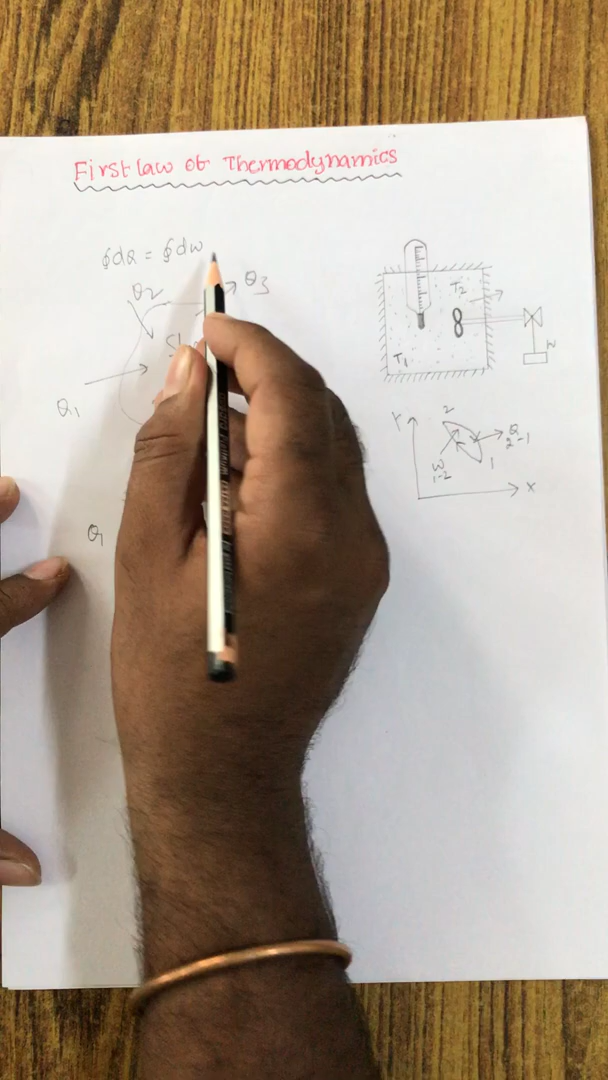 First law of Thermodynamics
∮dQ = ∮dw
Q2
Q3
Q1
Q1
T2
T1
W
Y
2
Q
2-1
W
1-2
1
X